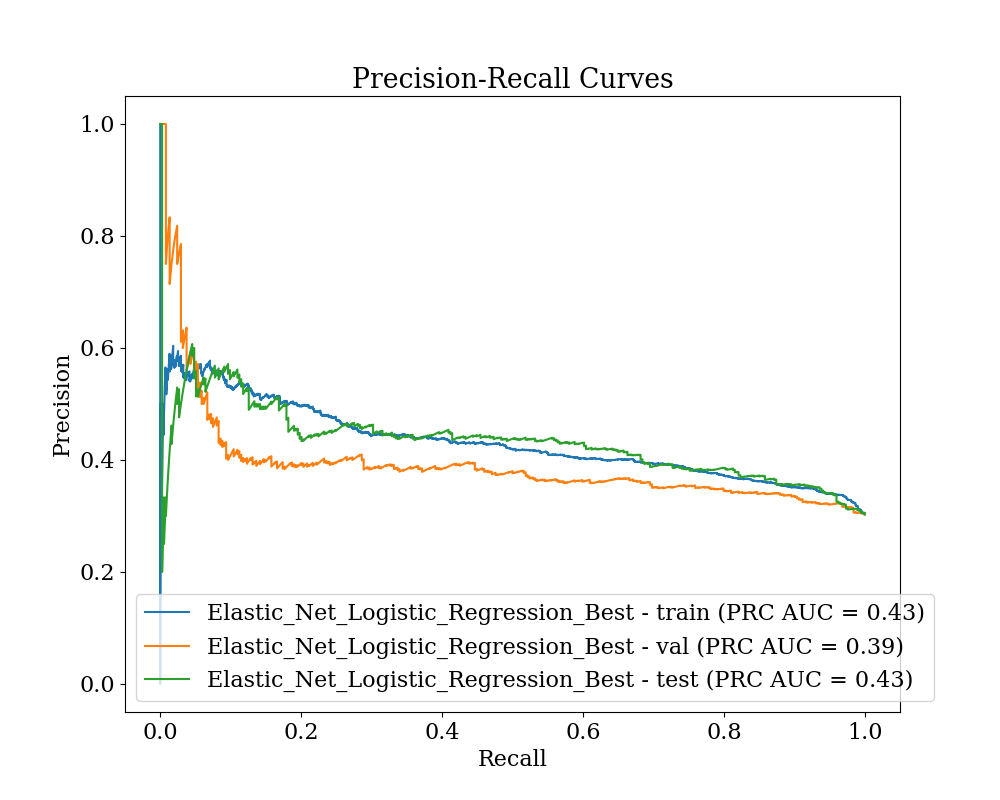 Precision-Recall Curves
1.0
0.8
0.6
0.4
0.2
0.0
Precision
Elastic_Net_Logistic_Regression_Best - train (PRC AUC = 0.43)
Elastic_Net_Logistic_Regression_Best - val (PRC AUC = 0.39)
Elastic_Net_Logistic_Regression_Best - test (PRC AUC = 0.43)
0.0 0.2 0.4 0.6 0.8 1.0
Recall